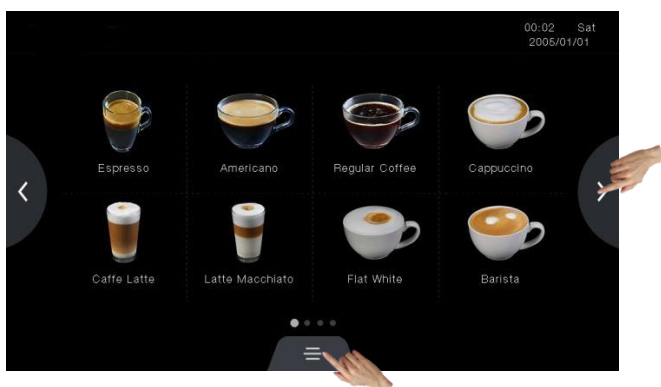 00:02 Sat
2005/01/01
Espresso
Americano
Regular Coffee
Cappuccino
Caffe Latte
Latte Macchiato
Flat White
Barista